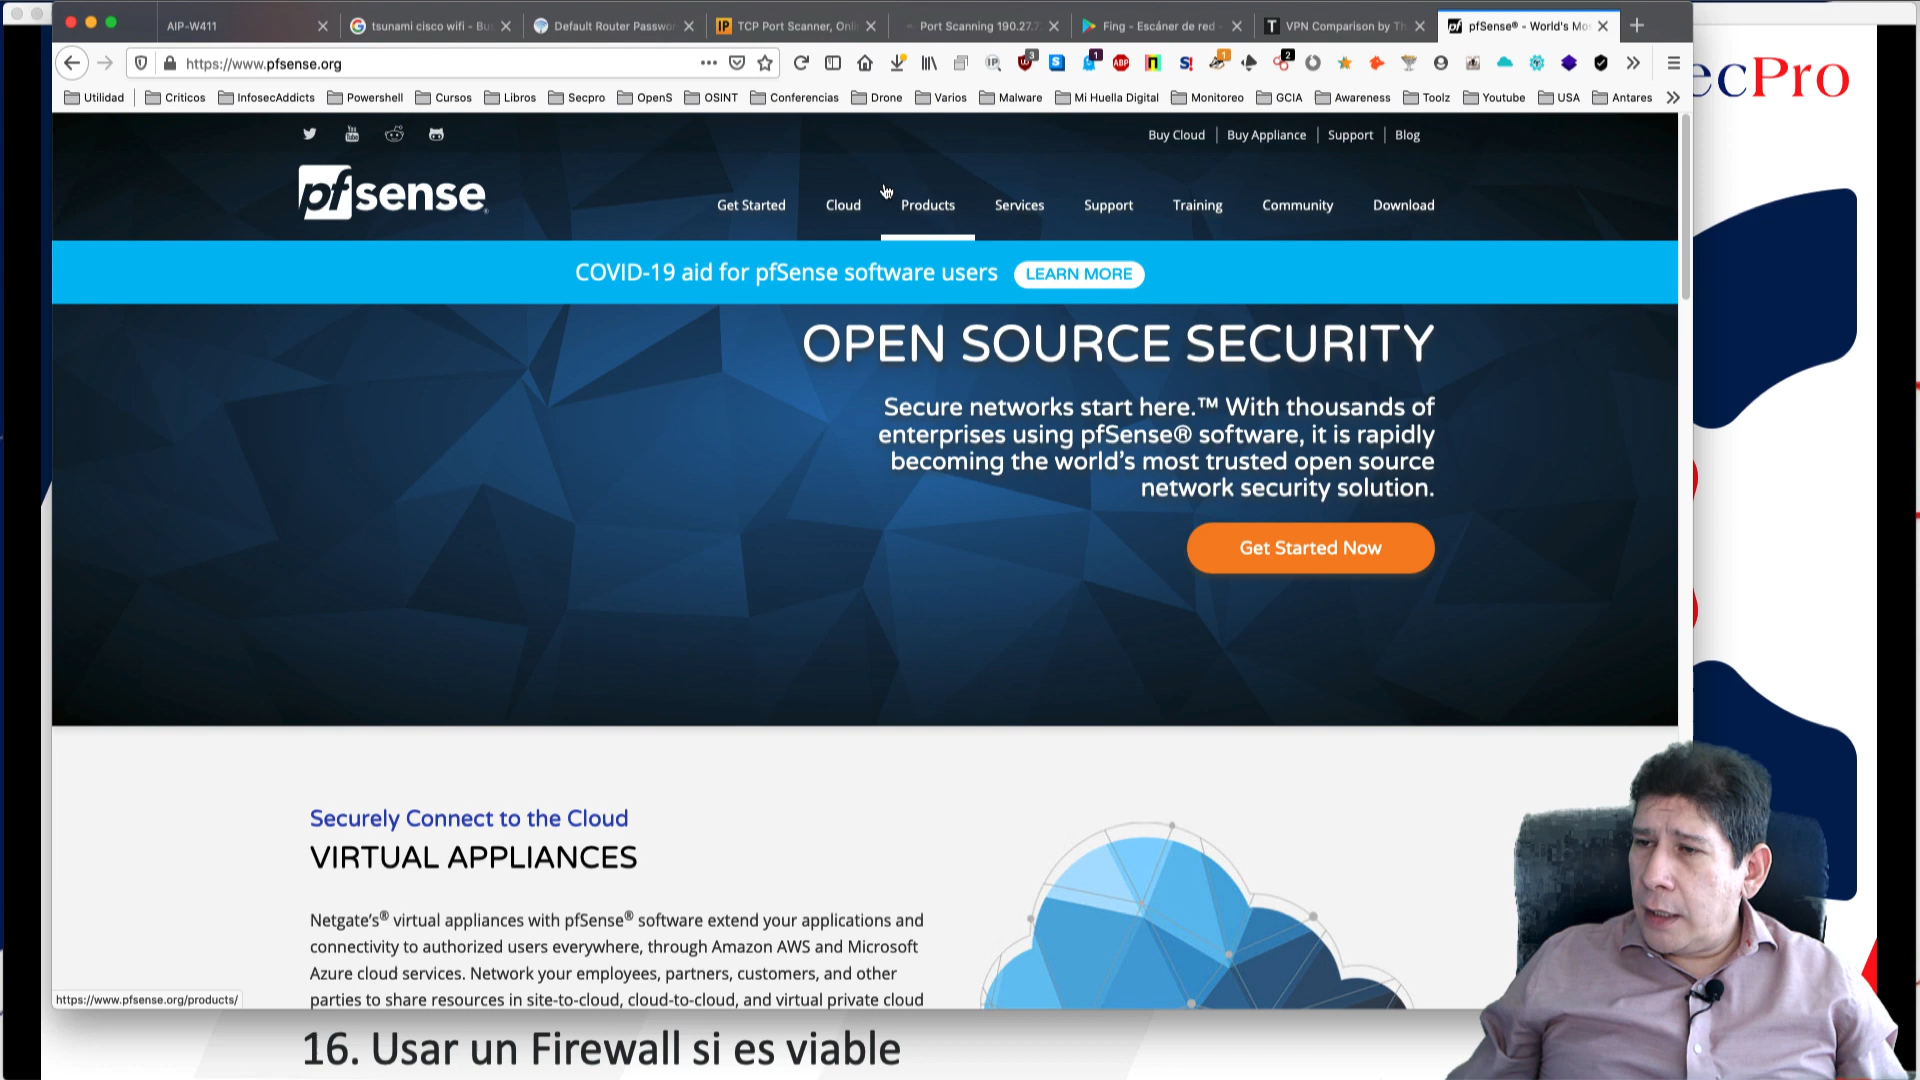 AIP-W411
tsunami cisco wifi - Bus
Default Router Passwo
IP TCP Port Scanner, Onli
Port Scanning 190.27.7
Fing - Escáner de red -
T VPN Comparison by Th
pf pfSense® - World's Mo
https://www.pfsense.org
Utilidad
Criticos
InfosecAddicts
Powershell
Cursos
Libros
Secpro
OpenS
OSINT
Conferencias
Drone
Varios
Malware
Mi Huella Digital
Monitoreo
GCIA
Awareness
Toolz
Youtube
USA
Antares
ecPro
Buy Cloud | Buy Appliance | Support | Blog
pfsense
Get Started
Cloud
Products
Services
Support
Training
Community
Download
COVID-19 aid for pfSense software users LEARN MORE
OPEN SOURCE SECURITY
Secure networks start here.™ With thousands of
enterprises using pfSense® software, it is rapidly
becoming the world's most trusted open source
network security solution.
Get Started Now
Securely Connect to the Cloud
VIRTUAL APPLIANCES
Netgate's® virtual appliances with pfSense® software extend your applications and
connectivity to authorized users everywhere, through Amazon AWS and Microsoft
Azure cloud services. Network your employees, partners, customers, and other
parties to share resources in site-to-cloud, cloud-to-cloud, and virtual private cloud
https://www.pfsense.org/products/
16. Usar un Firewall si es viable